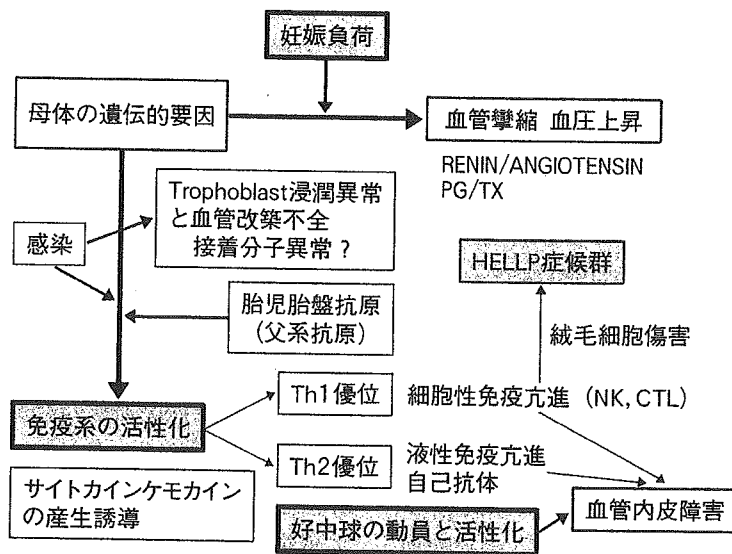 妊娠負荷
母体の遺伝的要因
血管攣縮 血圧上昇
RENIN/ANGIOTENSIN
PG/TX
Trophoblast浸潤異常
と血管改築不全
接着分子異常?
感染
HELLP症候群
胎児胎盤抗原
(父系抗原)
絨毛細胞傷害
Th1優位
細胞性免疫亢進 (NK, CTL)
免疫系の活性化
Th2優位
液性免疫亢進
自己抗体
サイトカインケモカイン
の産生誘導
血管内皮障害
好中球の動員と活性化